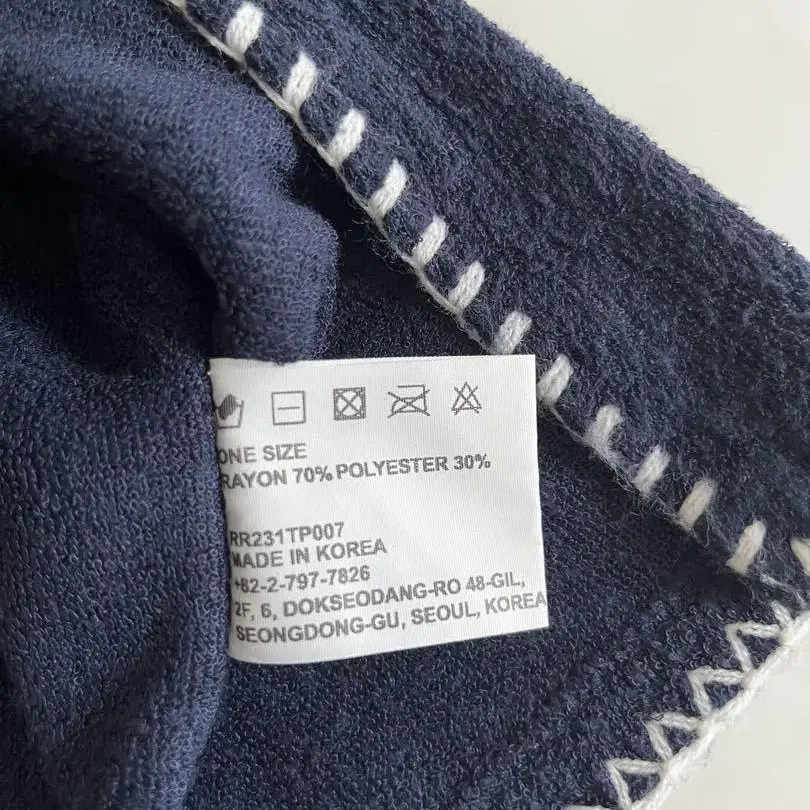 ONE SIZE
RAYON 70% POLYESTER 30%
RR231TP007
MADE IN KOREA
+82-2-797-7826
2F, 6, DOKSEODANG-RO 48-GIL,
SEONGDONG-GU, SEOUL, KOREA